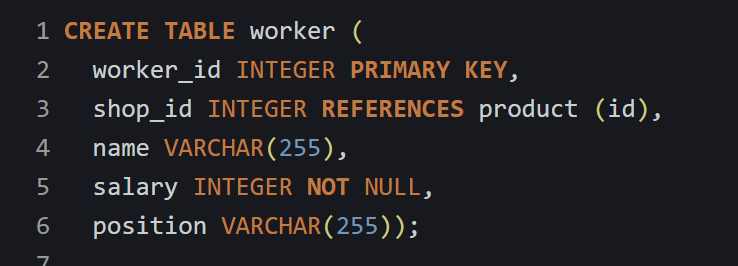 1 CREATE TABLE worker (
2 worker_id INTEGER PRIMARY KEY,
3 shop_id INTEGER REFERENCES product (id),
4 name VARCHAR(255),
5 salary INTEGER NOT NULL,
6 position VARCHAR(255));
7